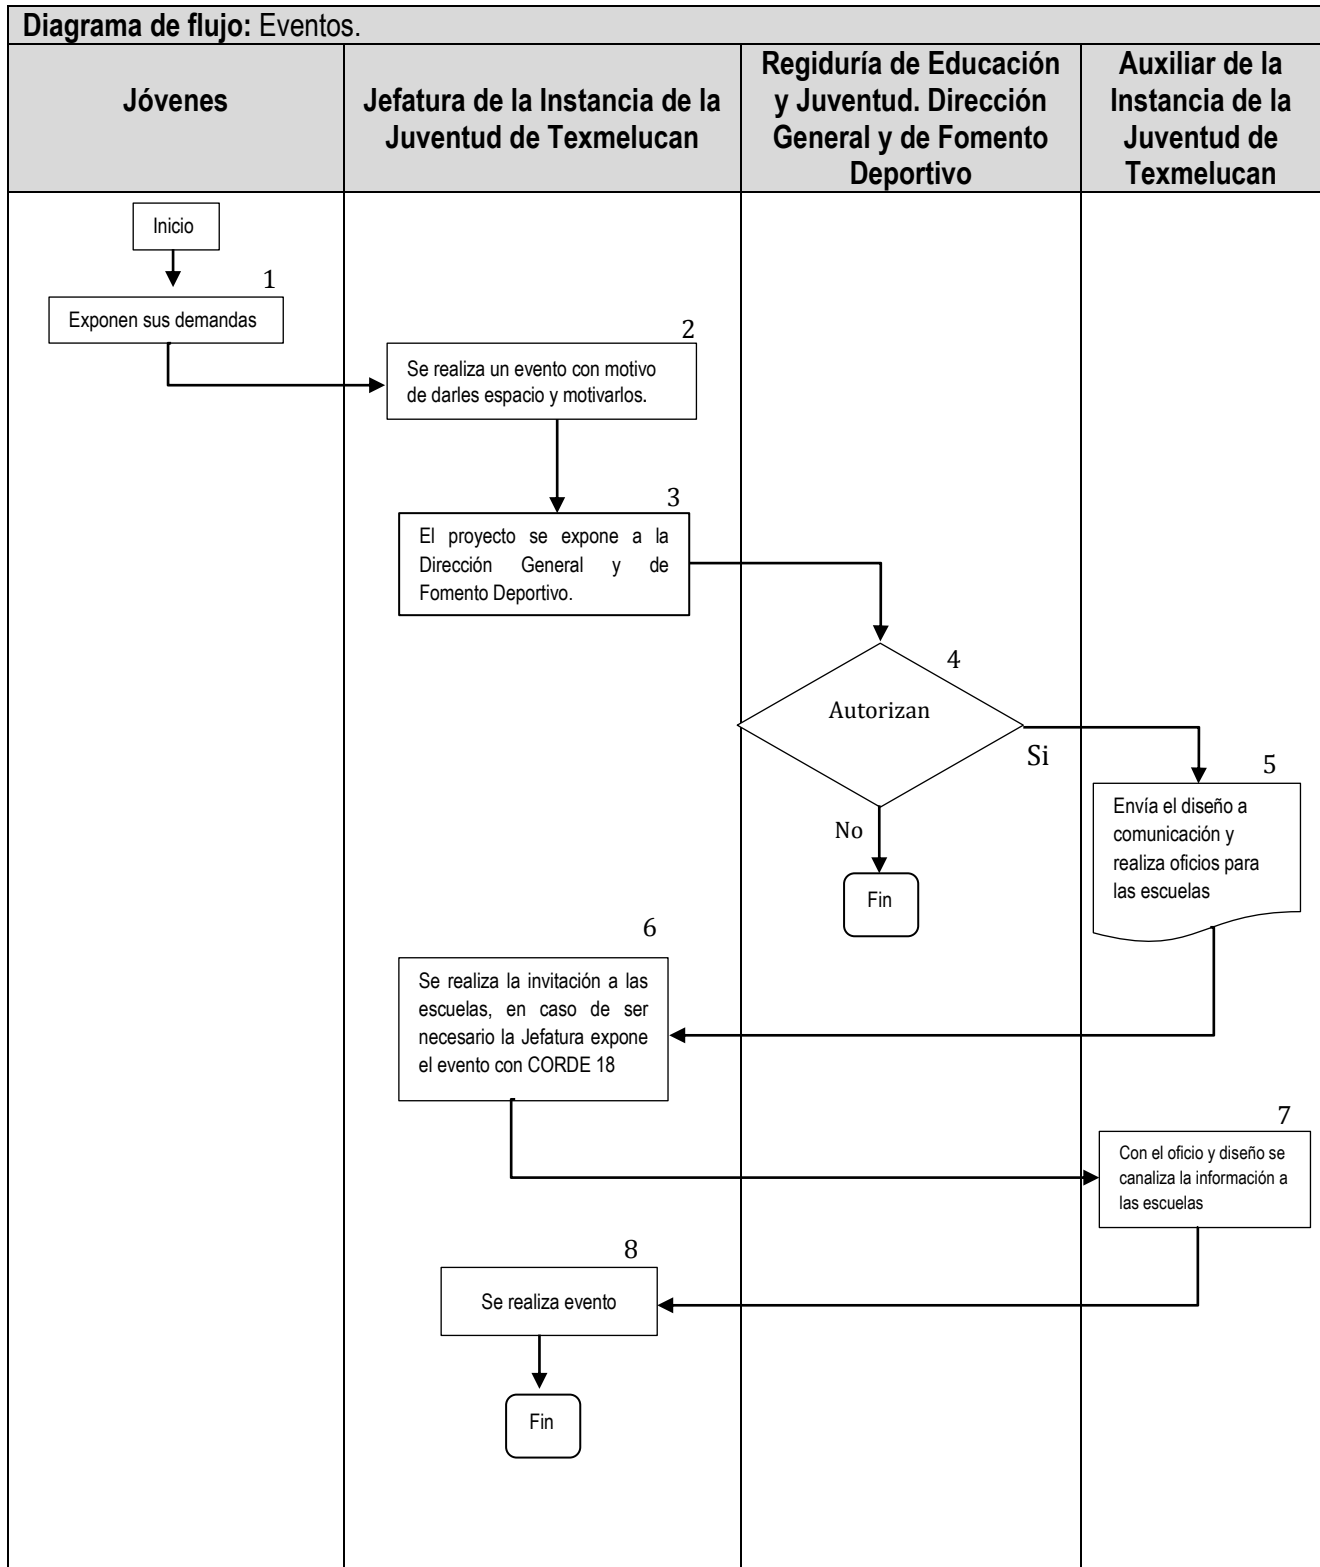 Diagrama de flujo: Eventos.
Jóvenes
Jefatura de la Instancia de la
Juventud de Texmelucan
Regiduría de Educación
y Juventud. Dirección
General y de Fomento
Deportivo
Auxiliar de la
Instancia de la
Juventud de
Texmelucan
Inicio
1
Exponen sus demandas
2
Se realiza un evento con motivo
de darles espacio y motivarlos.
3
El proyecto se expone a la
Dirección General y de
Fomento Deportivo.
4
Autorizan
Si
No
Fin
5
Envía el diseño a
comunicación y
realiza oficios para
las escuelas
6
Se realiza la invitación a las
escuelas, en caso de ser
necesario la Jefatura expone
el evento con CORDE 18
7
Con el oficio y diseño se
canaliza la información a
las escuelas
8
Se realiza evento
Fin